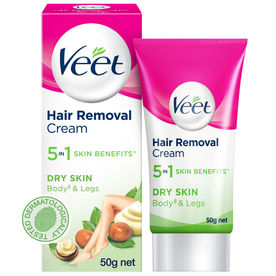 Veet
Hair Removal
Cream
5 IN 1 SKIN BENEFITS*
DRY SKIN
Body§ & Legs
50g net
DERMATOLOGICALLY
TESTED
Veet
Hair Removal
Cream
5 IN 1 SKIN BENEFITS*
DRY SKIN
Body§ & Legs
50g net